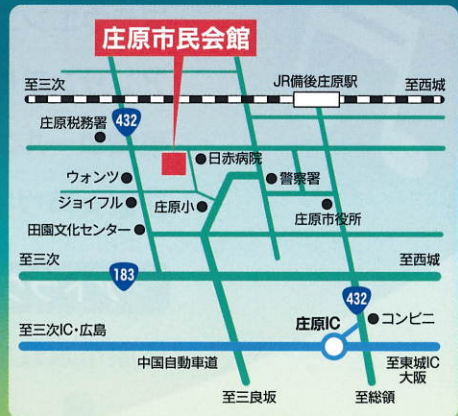 庄原市民会館
至三次
JR備後庄原駅
至西城
432
庄原税務署
日赤病院
ウォンツ
警察署
ジョイフル
庄原小
庄原市役所
田園文化センター
至三次
至西城
183
432
庄原IC
コンビニ
至三次IC・広島
中国自動車道
至東城IC
大阪
至三良坂
至総領